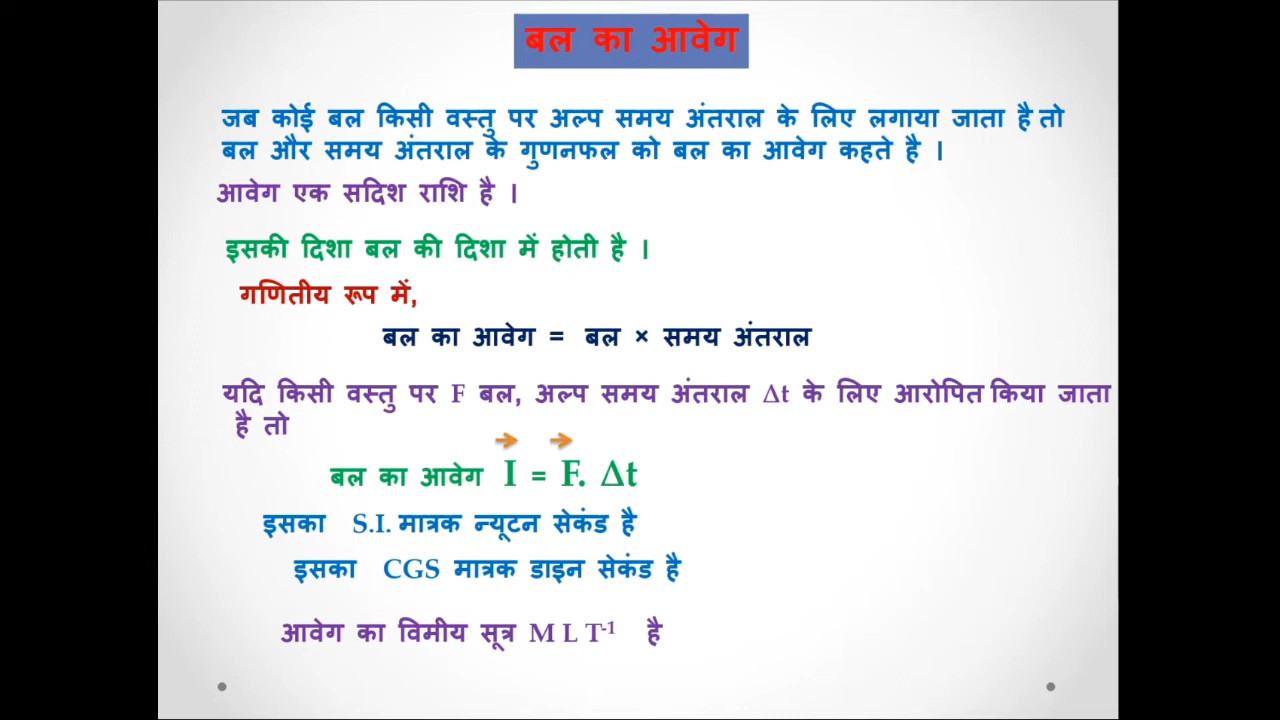 बल का आवेग
जब कोई बल किसी वस्तु पर अल्प समय अंतराल के लिए लगाया जाता है तो
बल और समय अंतराल के गुणनफल को बल का आवेग कहते है ।
आवेग एक सदिश राशि है ।
इसकी दिशा बल की दिशा में होती है ।
गणितीय रूप में,
बल का आवेग = बल × समय अंतराल
यदि किसी वस्तु पर F बल, अल्प समय अंतराल Δt के लिए आरोपित किया जाता
है तो
बल का आवेग I = F. Δt
इसका S.I. मात्रक न्यूटन सेकंड है
इसका CGS मात्रक डाइन सेकंड है
आवेग का विमीय सूत्र M L T⁻¹ है